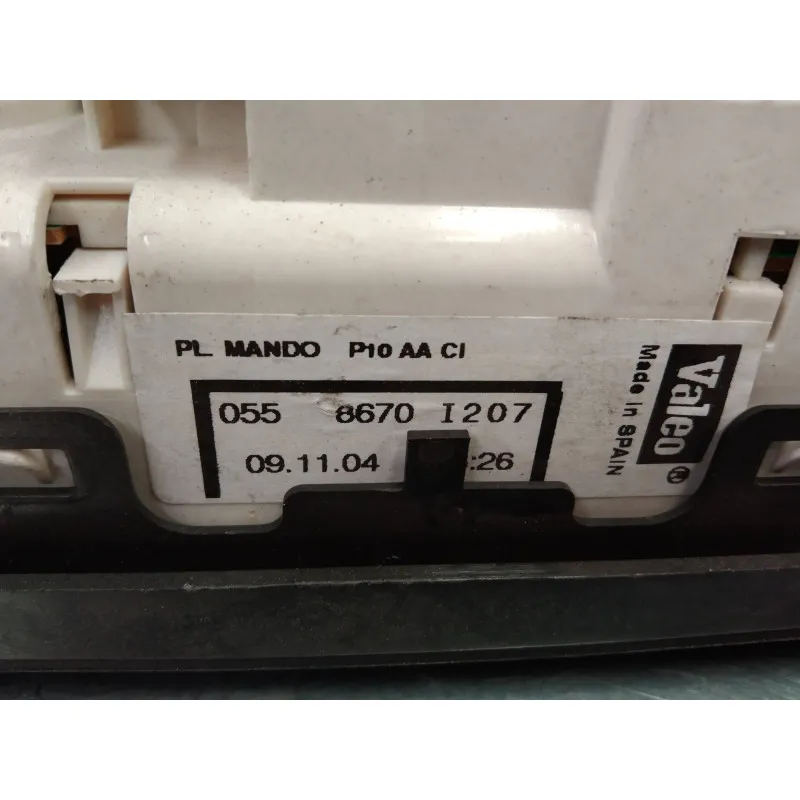 PL. MANDO P10 AA CI
055 8670 I207
09.11.04 :26
Valeo ®
Made in SPAIN